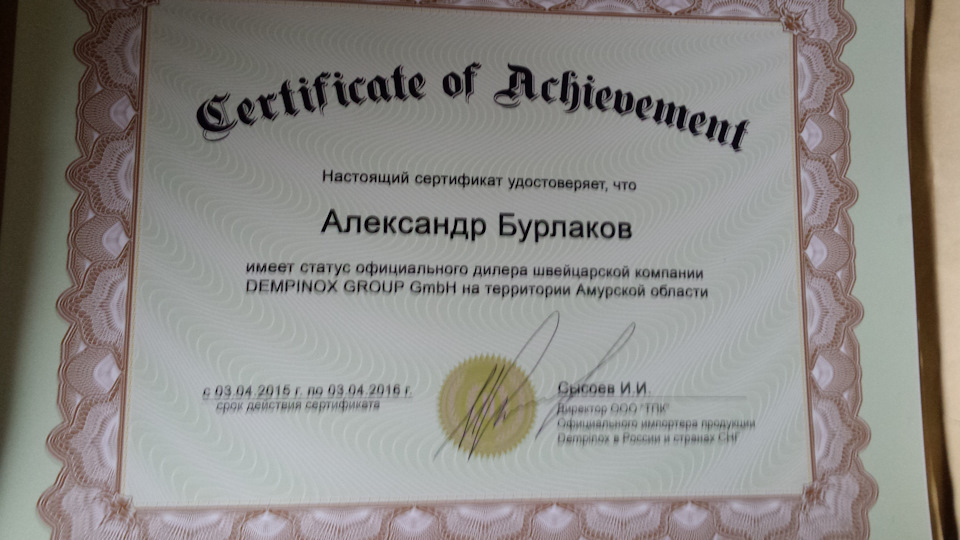 Certificate of Achievement
Настоящий сертификат удостоверяет, что
Александр Бурлаков
имеет статус официального дилера швейцарской компании
DEMPINOX GROUP GmbH на территории Амурской области
с 03.04.2015 г. по 03.04.2016 г.
срок действия сертификата
Сысоев И.И.
Директор ООО "ТПК"
Официального импортера продукции
Dempinox в России и странах СНГ